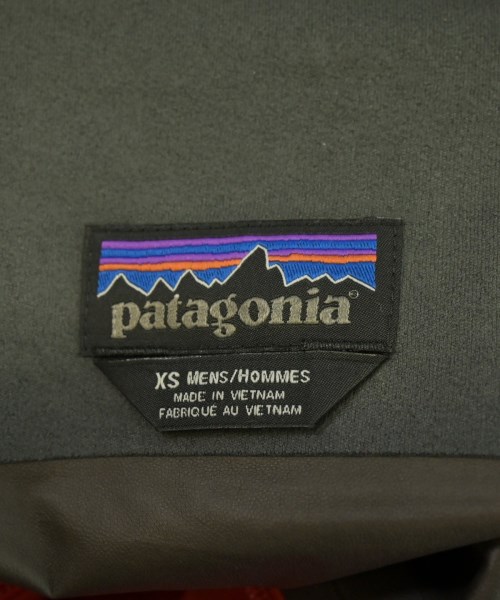 patagonia®
XS MENS/HOMMES
MADE IN VIETNAM
FABRIQUÉ AU VIETNAM